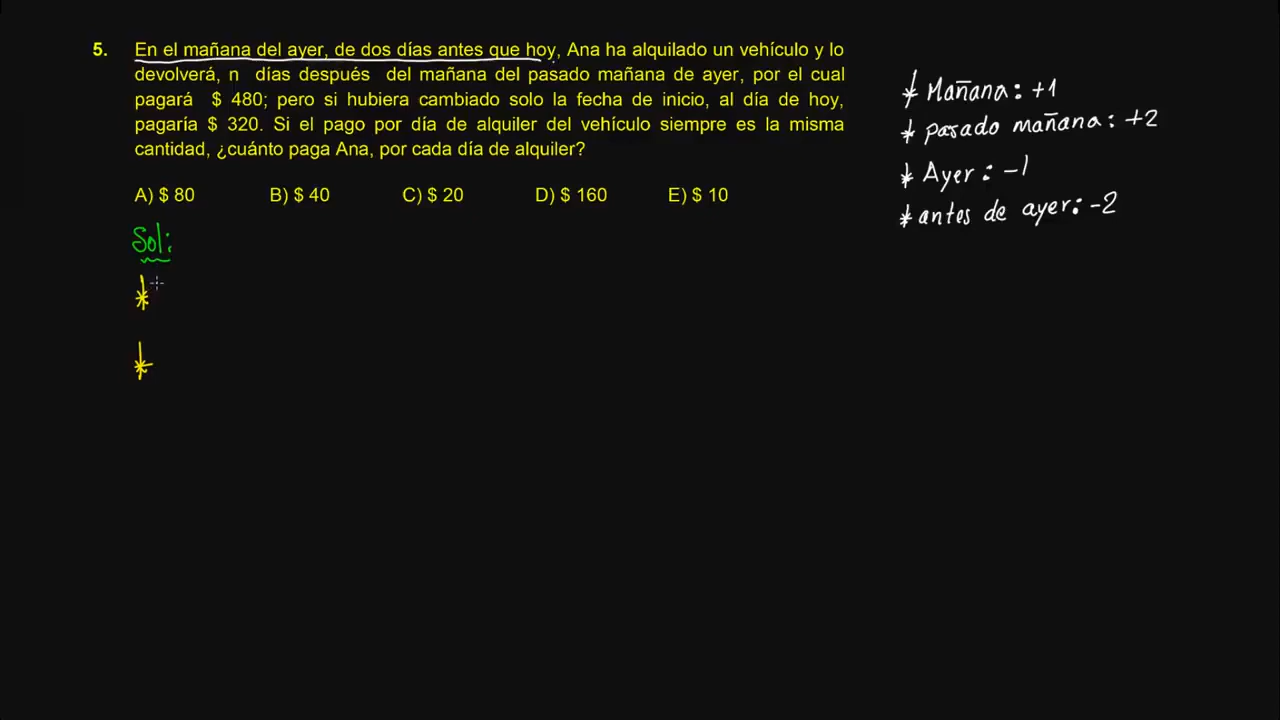 5. En el mañana del ayer, de dos días antes que hoy, Ana ha alquilado un vehículo y lo
devolverá, n días después del mañana del pasado mañana de ayer, por el cual
pagará $ 480; pero si hubiera cambiado solo la fecha de inicio, al día de hoy,
pagaría $ 320. Si el pago por día de alquiler del vehículo siempre es la misma
cantidad, ¿cuánto paga Ana, por cada día de alquiler?
A) $ 80 B) $ 40 C) $ 20 D) $ 160 E) $ 10
* Mañana: +1
* pasado mañana: +2
* Ayer: -1
* antes de ayer: -2
Sol:
*
*